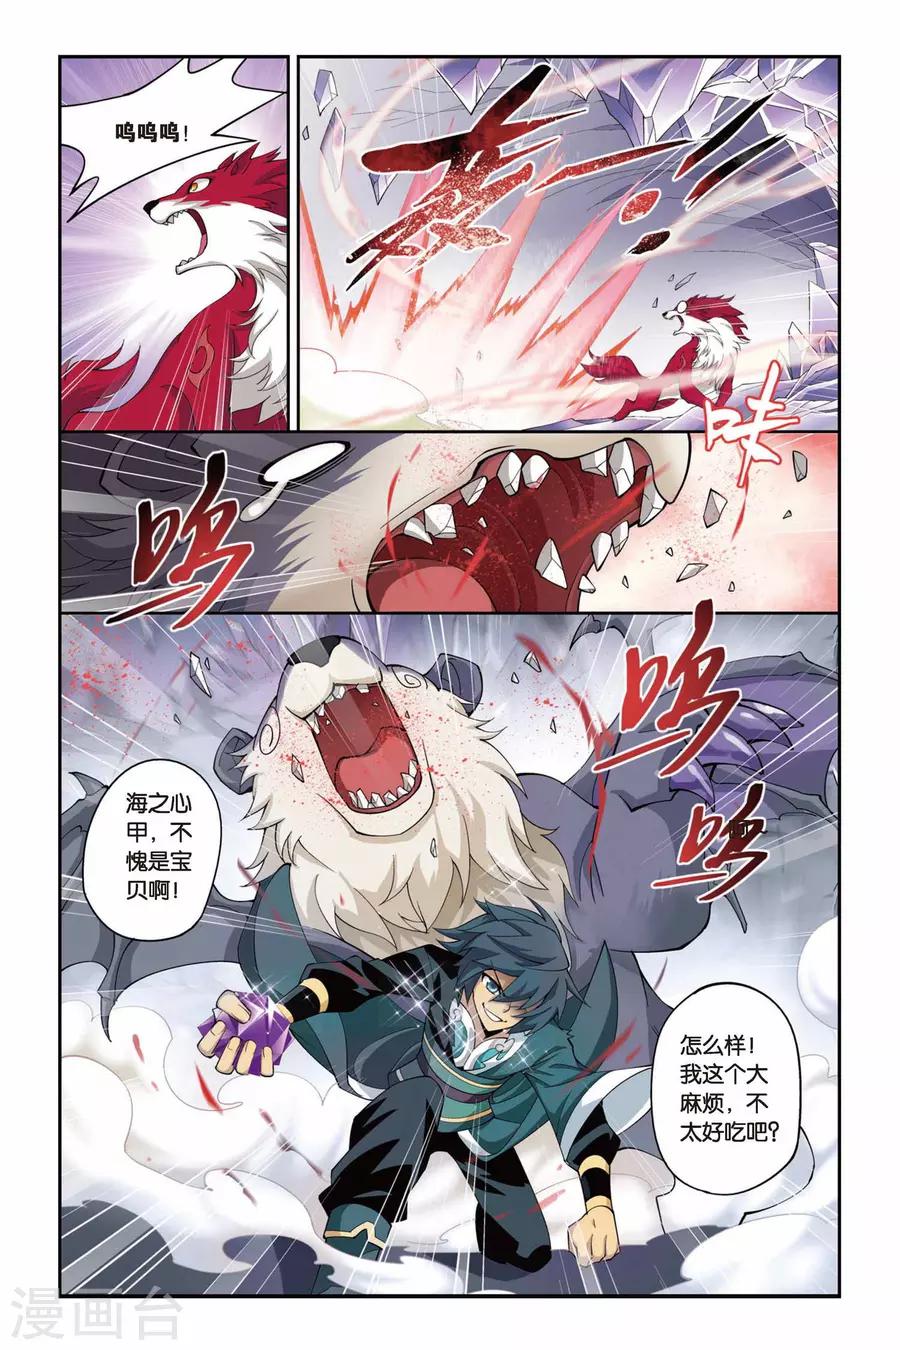 呜呜呜！
轰——！
咔
呜
呜
呜
海之心
甲，不
愧是宝
贝啊！
怎么样！
我这个大
麻烦，不
太好吃吧？
漫画台